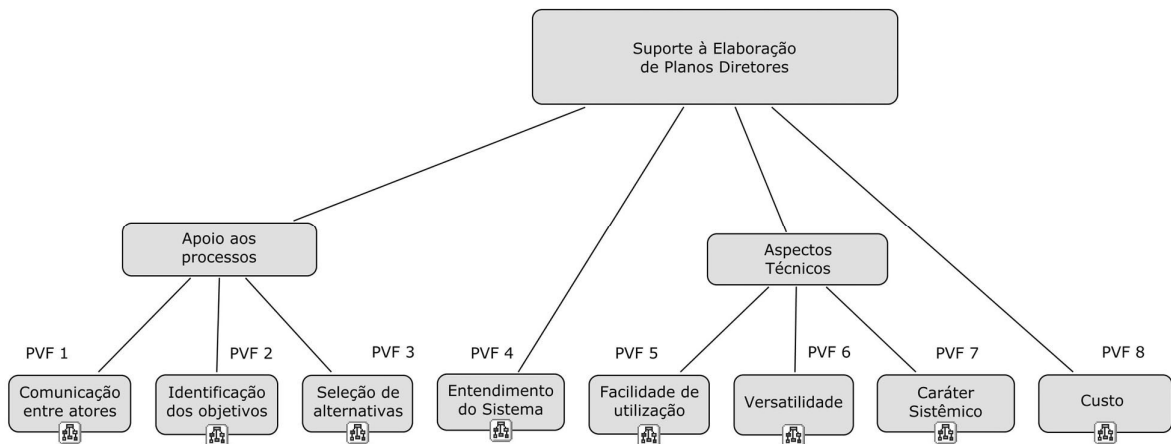 Suporte à Elaboração
de Planos Diretores
Apoio aos
processos
Aspectos
Técnicos
PVF 1
PVF 2
PVF 3
PVF 4
PVF 5
PVF 6
PVF 7
PVF 8
Comunicação
entre atores
Identificação
dos objetivos
Seleção de
alternativas
Entendimento
do Sistema
Facilidade de
utilização
Versatilidade
Caráter
Sistêmico
Custo